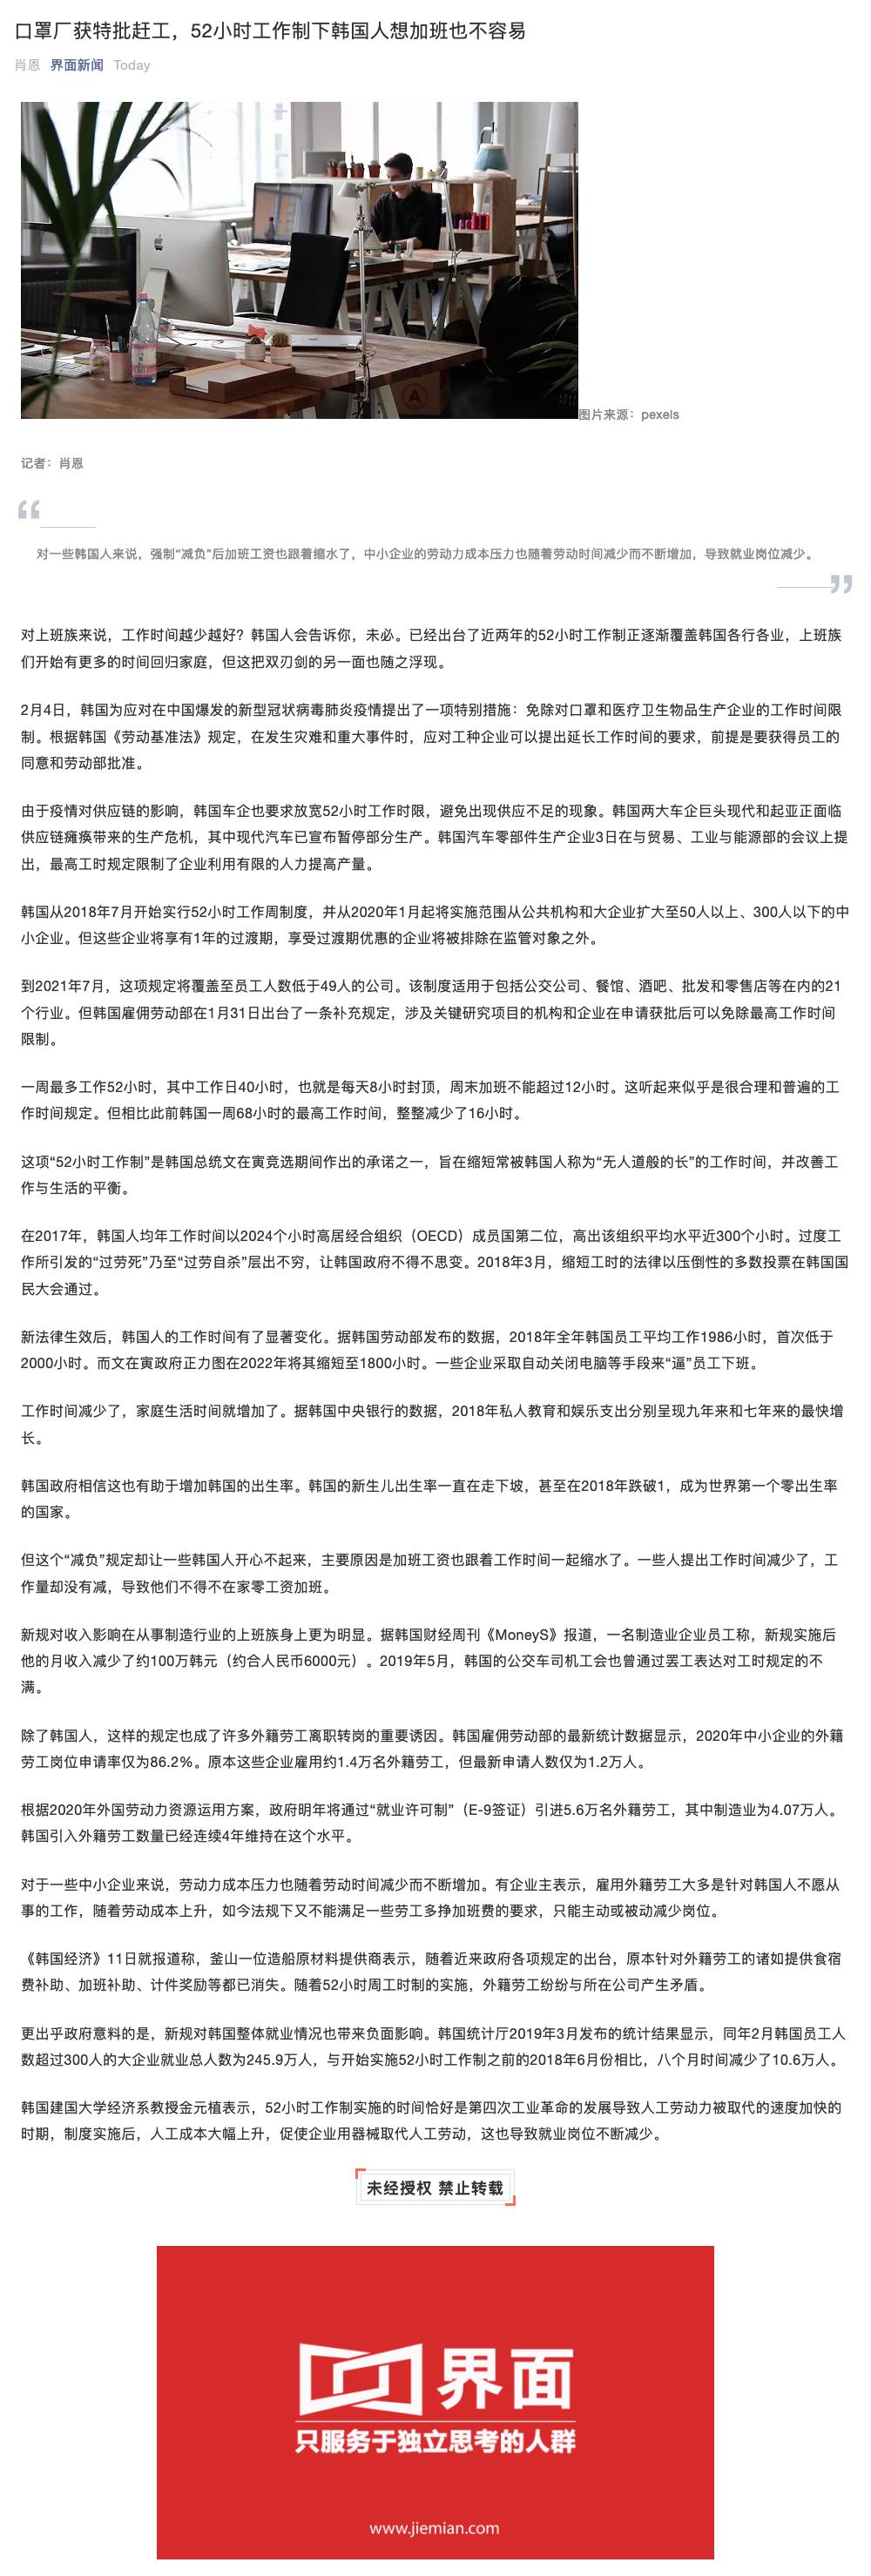 口罩厂获特批赶工，52小时工作制下韩国人想加班也不容易
肖恩 界面新闻 Today
图片来源：pexels
记者：肖恩
“
对一些韩国人来说，强制“减负”后加班工资也跟着缩水了，中小企业的劳动力成本压力也随着劳动时间减少而不断增加，导致就业岗位减少。
”
对上班族来说，工作时间越少越好？韩国人会告诉你，未必。已经出台了近两年的52小时工作制正逐渐覆盖韩国各行各业，上班族
们开始有更多的时间回归家庭，但这把双刃剑的另一面也随之浮现。
2月4日，韩国为应对在中国爆发的新型冠状病毒肺炎疫情提出了一项特别措施：免除对口罩和医疗卫生物品生产企业的工作时间限
制。根据韩国《劳动基准法》规定，在发生灾难和重大事件时，应对工种企业可以提出延长工作时间的要求，前提是要获得员工的
同意和劳动部批准。
由于疫情对供应链的影响，韩国车企也要求放宽52小时工作时限，避免出现供应不足的现象。韩国两大车企巨头现代和起亚正面临
供应链瘫痪带来的生产危机，其中现代汽车已宣布暂停部分生产。韩国汽车零部件生产企业3日在与贸易、工业与能源部的会议上提
出，最高工时规定限制了企业利用有限的人力提高产量。
韩国从2018年7月开始实行52小时工作周制度，并从2020年1月起将实施范围从公共机构和大企业扩大至50人以上、300人以下的中
小企业。但这些企业将享有1年的过渡期，享受过渡期优惠的企业将被排除在监管对象之外。
到2021年7月，这项规定将覆盖至员工人数低于49人的公司。该制度适用于包括公交公司、餐馆、酒吧、批发和零售店等在内的21
个行业。但韩国雇佣劳动部在1月31日出台了一条补充规定，涉及关键研究项目的机构和企业在申请获批后可以免除最高工作时间
限制。
一周最多工作52小时，其中工作日40小时，也就是每天8小时封顶，周末加班不能超过12小时。这听起来似乎是很合理和普遍的工
作时间规定。但相比此前韩国一周68小时的最高工作时间，整整减少了16小时。
这项“52小时工作制”是韩国总统文在寅竞选期间作出的承诺之一，旨在缩短常被韩国人称为“无人道般的长”的工作时间，并改善工
作与生活的平衡。
在2017年，韩国人均年工作时间以2024个小时高居经合组织（OECD）成员国第二位，高出该组织平均水平近300个小时。过度工
作所引发的“过劳死”乃至“过劳自杀”层出不穷，让韩国政府不得不思变。2018年3月，缩短工时的法律以压倒性的多数投票在韩国国
民大会通过。
新法律生效后，韩国人的工作时间有了显著变化。据韩国劳动部发布的数据，2018年全年韩国员工平均工作1986小时，首次低于
2000小时。而文在寅政府正力图在2022年将其缩短至1800小时。一些企业采取自动关闭电脑等手段来“逼”员工下班。
工作时间减少了，家庭生活时间就增加了。据韩国中央银行的数据，2018年私人教育和娱乐支出分别呈现九年来和七年来的最快增
长。
韩国政府相信这也有助于增加韩国的出生率。韩国的新生儿出生率一直在走下坡，甚至在2018年跌破1，成为世界第一个零出生率
的国家。
但这个“减负”规定却让一些韩国人开心不起来，主要原因是加班工资也跟着工作时间一起缩水了。一些人提出工作时间减少了，工
作量却没有减，导致他们不得不在家零工资加班。
新规对收入影响在从事制造行业的上班族身上更为明显。据韩国财经周刊《MoneyS》报道，一名制造业企业员工称，新规实施后
他的月收入减少了约100万韩元（约合人民币6000元）。2019年5月，韩国的公交车司机工会也曾通过罢工表达对工时规定的不
满。
除了韩国人，这样的规定也成了许多外籍劳工离职转岗的重要诱因。韩国雇佣劳动部的最新统计数据显示，2020年中小企业的外籍
劳工岗位申请率仅为86.2%。原本这些企业雇用约1.4万名外籍劳工，但最新申请人数仅为1.2万人。
根据2020年外国劳动力资源运用方案，政府明年将通过“就业许可制”（E-9签证）引进5.6万名外籍劳工，其中制造业为4.07万人。
韩国引入外籍劳工数量已经连续4年维持在这个水平。
对于一些中小企业来说，劳动力成本压力也随着劳动时间减少而不断增加。有企业主表示，雇用外籍劳工大多是针对韩国人不愿从
事的工作，随着劳动成本上升，如今法规下又不能满足一些劳工多挣加班费的要求，只能主动或被动减少岗位。
《韩国经济》11日就报道称，釜山一位造船原材料提供商表示，随着近来政府各项规定的出台，原本针对外籍劳工的诸如提供食宿
费补助、加班补助、计件奖励等都已消失。随着52小时周工时制的实施，外籍劳工纷纷与所在公司产生矛盾。
更出乎政府意料的是，新规对韩国整体就业情况也带来负面影响。韩国统计厅2019年3月发布的统计结果显示，同年2月韩国员工人
数超过300人的大企业就业总人数为245.9万人，与开始实施52小时工作制之前的2018年6月份相比，八个月时间减少了10.6万人。
韩国建国大学经济系教授金元植表示，52小时工作制实施的时间恰好是第四次工业革命的发展导致人工劳动力被取代的速度加快的
时期，制度实施后，人工成本大幅上升，促使企业用器械取代人工劳动，这也导致就业岗位不断减少。
未经授权 禁止转载
界面
只服务于独立思考的人群
www.jiemian.com